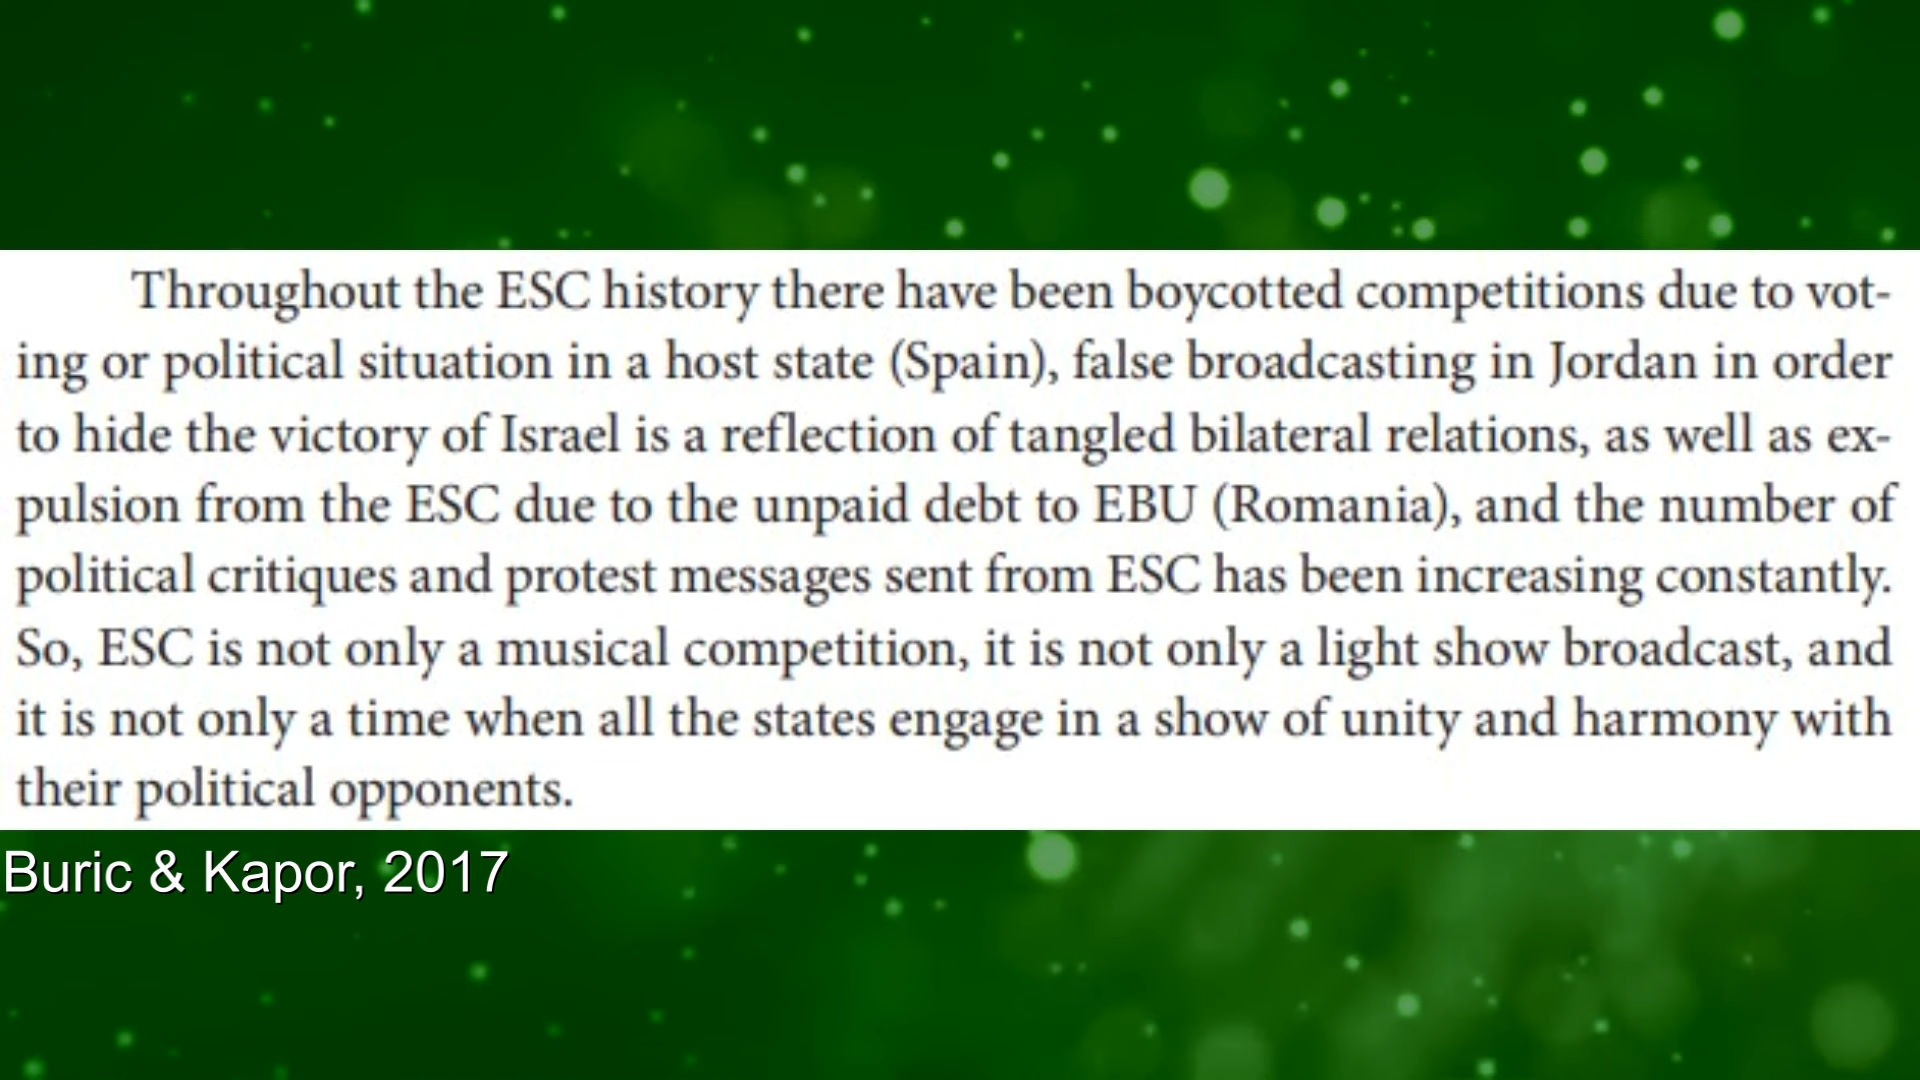 Throughout the ESC history there have been boycotted competitions due to vot-
ing or political situation in a host state (Spain), false broadcasting in Jordan in order
to hide the victory of Israel is a reflection of tangled bilateral relations, as well as ex-
pulsion from the ESC due to the unpaid debt to EBU (Romania), and the number of
political critiques and protest messages sent from ESC has been increasing constantly.
So, ESC is not only a musical competition, it is not only a light show broadcast, and
it is not only a time when all the states engage in a show of unity and harmony with
their political opponents.
Buric & Kapor, 2017